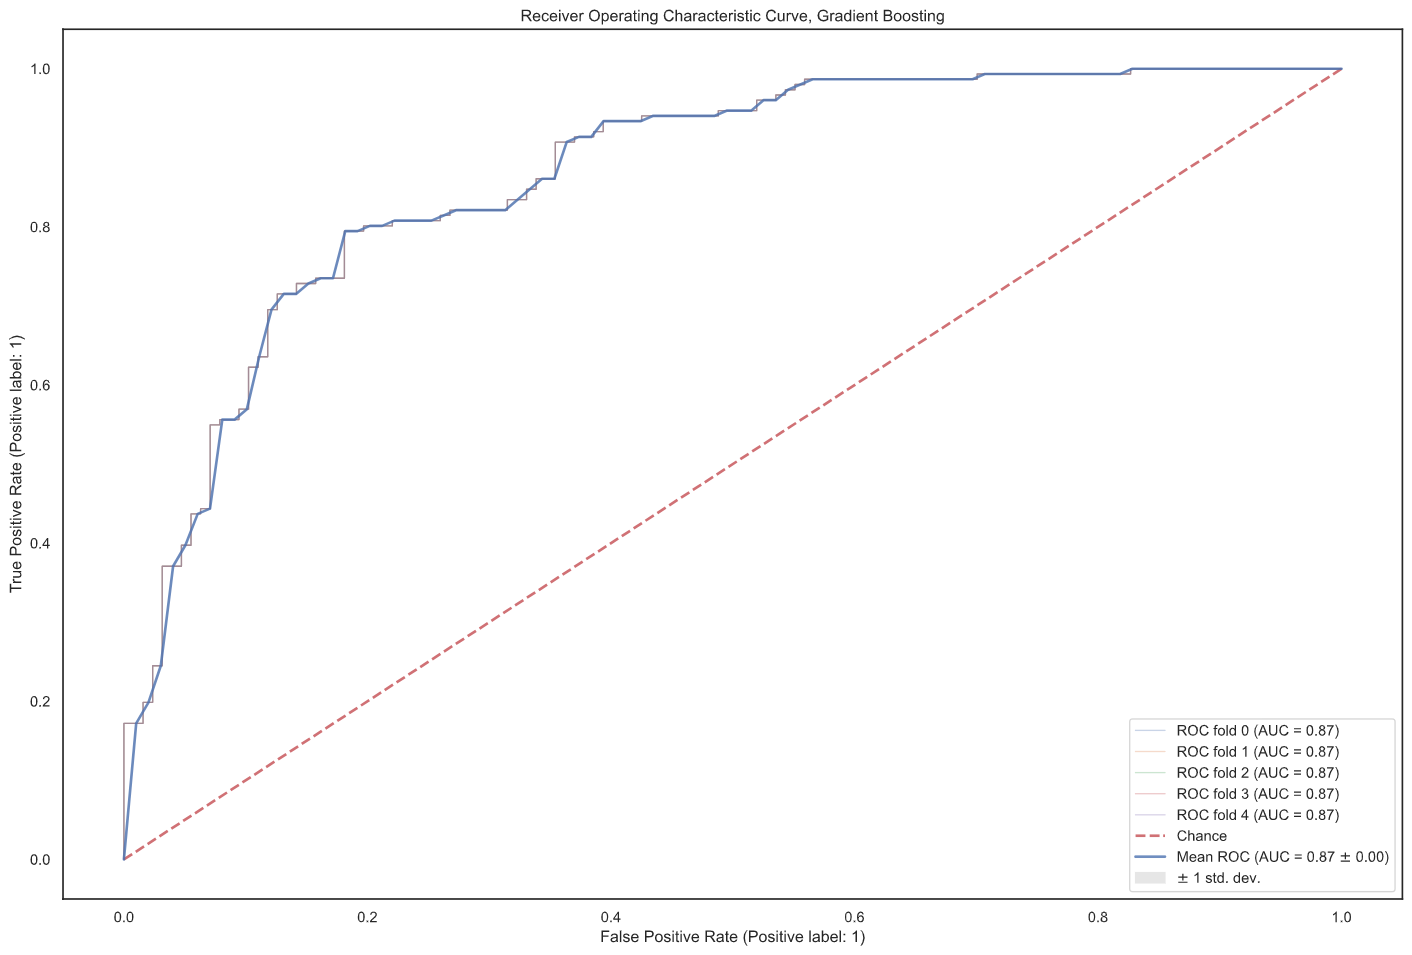 Receiver Operating Characteristic Curve, Gradient Boosting
1.0
0.8
0.6
0.4
0.2
0.0
True Positive Rate (Positive label: 1)
ROC fold 0 (AUC = 0.87)
ROC fold 1 (AUC = 0.87)
ROC fold 2 (AUC = 0.87)
ROC fold 3 (AUC = 0.87)
ROC fold 4 (AUC = 0.87)
Chance
Mean ROC (AUC = 0.87 ± 0.00)
± 1 std. dev.
0.0 0.2 0.4 0.6 0.8 1.0
False Positive Rate (Positive label: 1)